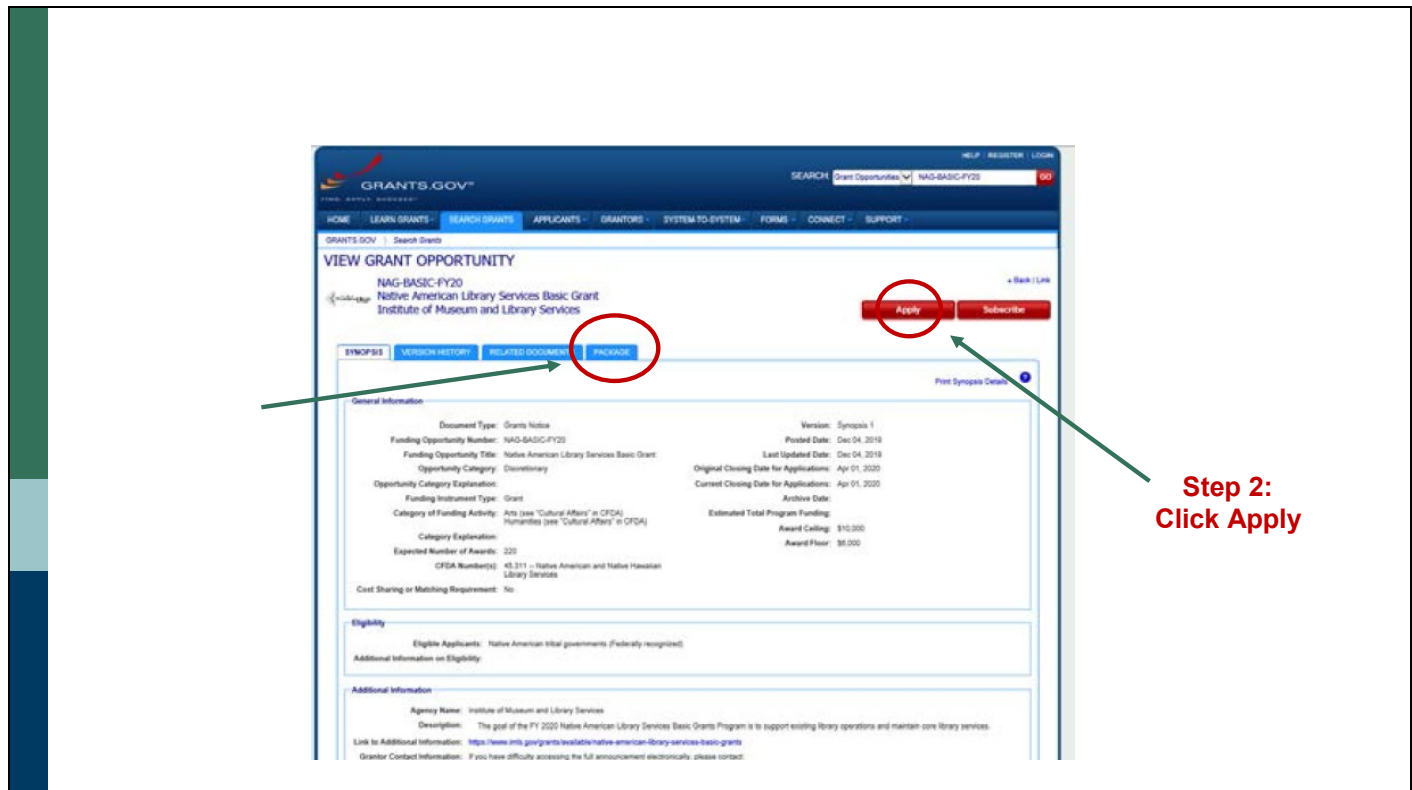 HELP | REGISTER | LOGIN
GRANTS.GOV™
FIND. APPLY. SUCCEED.
SEARCH: Grant Opportunities NAG-BASIC-FY20 GO
HOME LEARN GRANTS SEARCH GRANTS APPLICANTS GRANTORS SYSTEM-TO-SYSTEM FORMS CONNECT SUPPORT
GRANTS.GOV Search Grants
VIEW GRANT OPPORTUNITY
NAG-BASIC-FY20
Native American Library Services Basic Grant
Institute of Museum and Library Services
« Back | Link
Apply Subscribe
SYNOPSIS VERSION HISTORY RELATED DOCUMENTS PACKAGE
Print Synopsis Details
General Information
Document Type: Grants Notice
Funding Opportunity Number: NAG-BASIC-FY20
Funding Opportunity Title: Native American Library Services Basic Grant
Opportunity Category: Discretionary
Opportunity Category Explanation:
Funding Instrument Type: Grant
Category of Funding Activity: Arts (see "Cultural Affairs" in CFDA)
Humanities (see "Cultural Affairs" in CFDA)
Category Explanation:
Expected Number of Awards: 220
CFDA Number(s): 45.311 -- Native American and Native Hawaiian
Library Services
Cost Sharing or Matching Requirement: No
Version: Synopsis 1
Posted Date: Dec 04, 2019
Last Updated Date: Dec 04, 2019
Original Closing Date for Applications: Apr 01, 2020
Current Closing Date for Applications: Apr 01, 2020
Archive Date:
Estimated Total Program Funding:
Award Ceiling: $10,000
Award Floor: $6,000
Step 2:
Click Apply
Eligibility
Eligible Applicants: Native American tribal governments (Federally recognized)
Additional Information on Eligibility:
Additional Information
Agency Name: Institute of Museum and Library Services
Description: The goal of the FY 2020 Native American Library Services Basic Grants Program is to support existing library operations and maintain core library services.
Link to Additional Information: https://www.imls.gov/grants/available/native-american-library-services-basic-grants
Grantor Contact Information: If you have difficulty accessing the full announcement electronically, please contact: